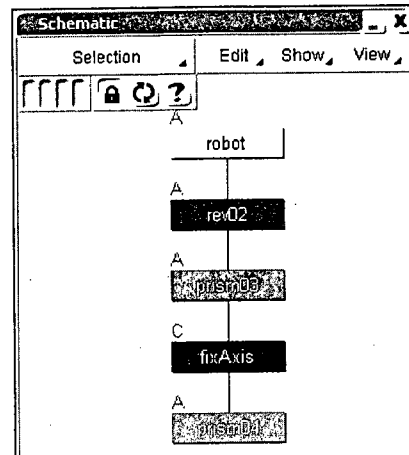 Schematic
Selection Edit Show View
A
robot
A
rev02
A
prism03
C
fixAxis
A
prism04